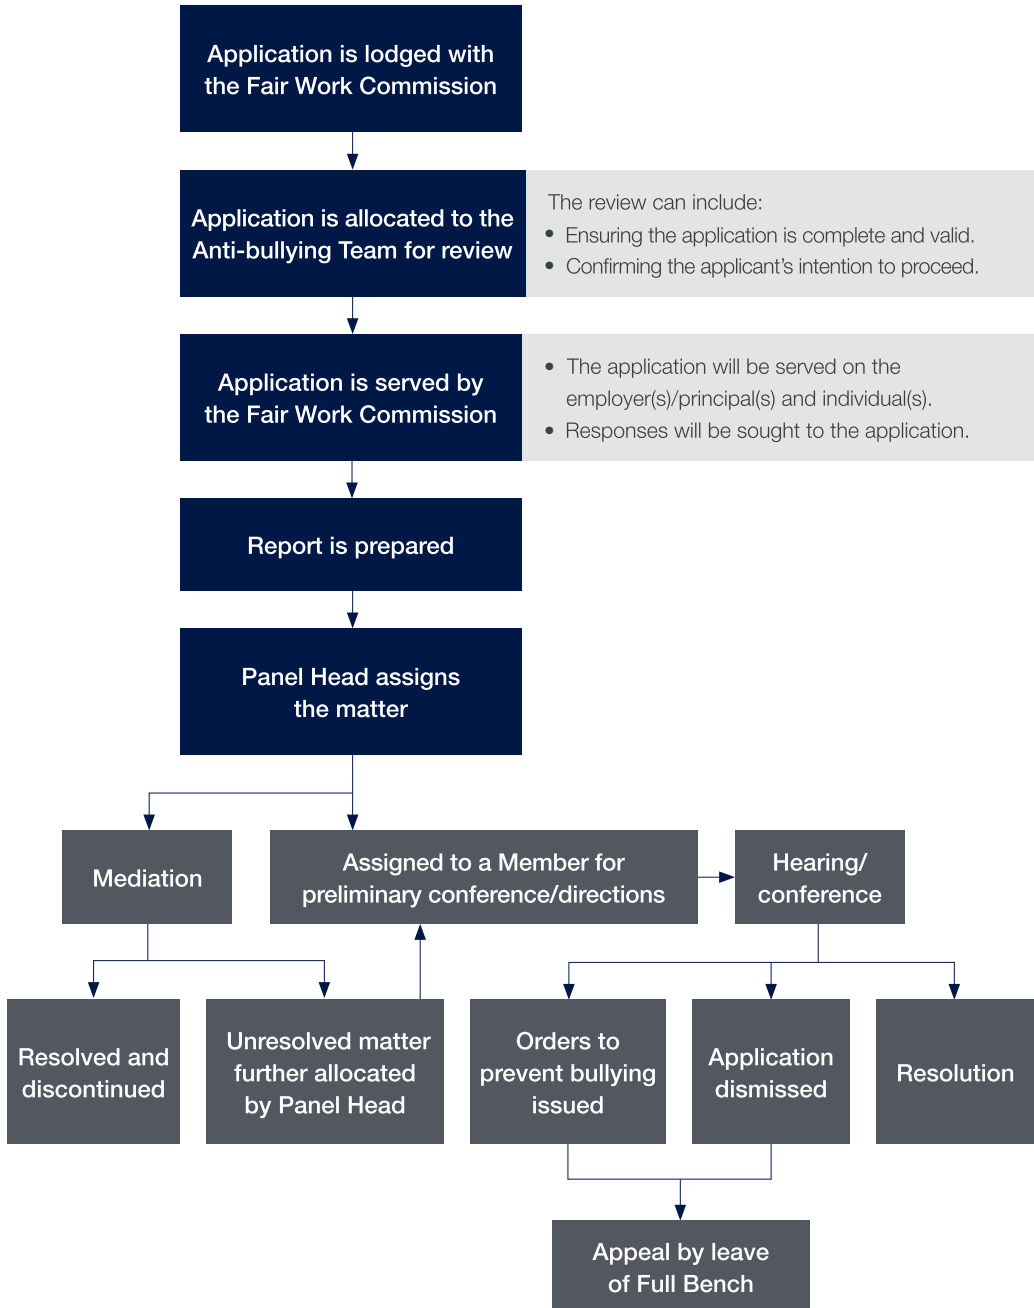 Application is lodged with
the Fair Work Commission
Application is allocated to the
Anti-bullying Team for review
The review can include:
• Ensuring the application is complete and valid.
• Confirming the applicant’s intention to proceed.
Application is served by
the Fair Work Commission
• The application will be served on the
employer(s)/principal(s) and individual(s).
• Responses will be sought to the application.
Report is prepared
Panel Head assigns
the matter
Mediation
Assigned to a Member for
preliminary conference/directions
Hearing/
conference
Resolved and
discontinued
Unresolved matter
further allocated
by Panel Head
Orders to
prevent bullying
issued
Application
dismissed
Resolution
Appeal by leave
of Full Bench